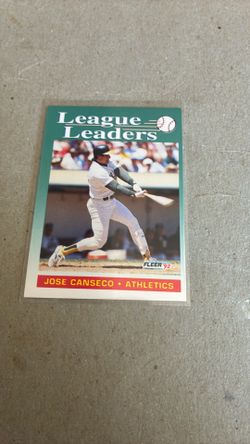 League
Leaders
FLEER '92
JOSE CANSECO • ATHLETICS